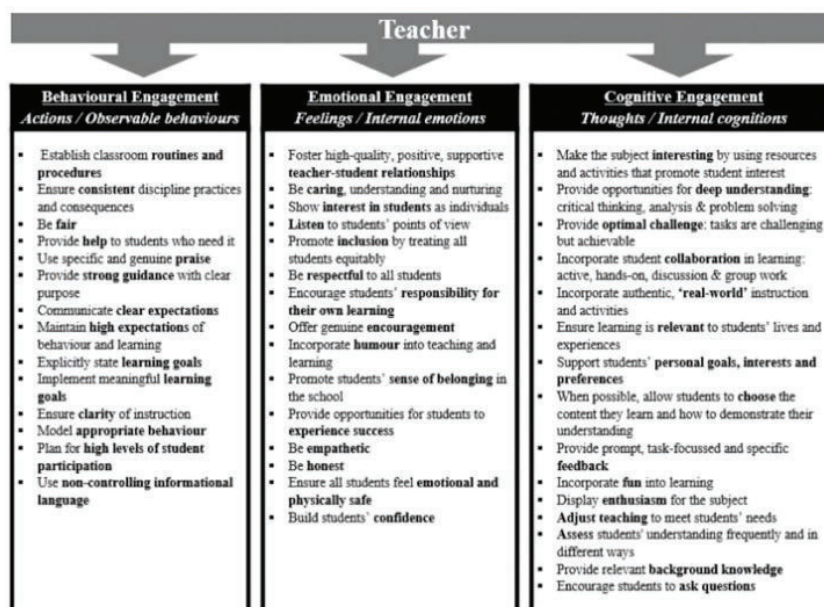 Teacher
Behavioural Engagement
Actions / Observable behaviours
Establish classroom routines and
procedures
Ensure consistent discipline practices
and consequences
Be fair
Provide help to students who need it
Use specific and genuine praise
Provide strong guidance with clear
purpose
Communicate clear expectations
Maintain high expectations of
behaviour and learning
Explicitly state learning goals
Implement meaningful learning
goals
Ensure clarity of instruction
Model appropriate behaviour
Plan for high levels of student
participation
Use non-controlling informational
language
Emotional Engagement
Feelings / Internal emotions
Foster high-quality, positive, supportive
teacher-student relationships
Be caring, understanding and nurturing
Show interest in students as individuals
Listen to students' points of view
Promote inclusion by treating all
students equitably
Be respectful to all students
Encourage students' responsibility for
their own learning
Offer genuine encouragement
Incorporate humour into teaching and
learning
Promote students' sense of belonging in
the school
Provide opportunities for students to
experience success
Be empathetic
Be honest
Ensure all students feel emotional and
physically safe
Build students' confidence
Cognitive Engagement
Thoughts / Internal cognitions
Make the subject interesting by using resources
and activities that promote student interest
Provide opportunities for deep understanding:
critical thinking, analysis & problem solving
Provide optimal challenge: tasks are challenging
but achievable
Incorporate student collaboration in learning:
active, hands-on, discussion & group work
Incorporate authentic, 'real-world' instruction
and activities
Ensure learning is relevant to students' lives and
experiences
Support students' personal goals, interests and
preferences
When possible, allow students to choose the
content they learn and how to demonstrate their
understanding
Provide prompt, task-focussed and specific
feedback
Incorporate fun into learning
Display enthusiasm for the subject
Adjust teaching to meet students' needs
Assess students' understanding frequently and in
different ways
Provide relevant background knowledge
Encourage students to ask questions